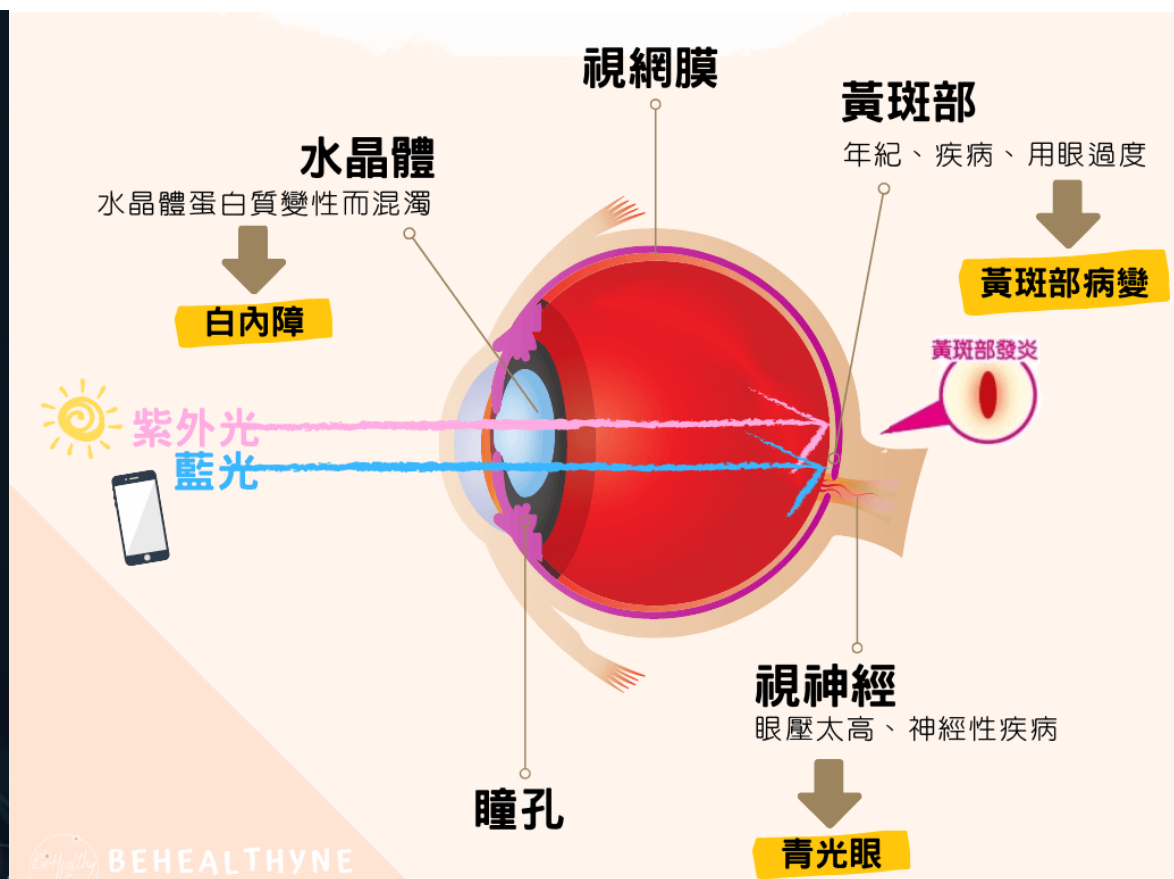 視網膜
黃斑部
年紀、疾病、用眼過度
黃斑部病變
水晶體
水晶體蛋白質變性而混濁
白內障
黃斑部發炎
紫外光
藍光
視神經
眼壓太高、神經性疾病
青光眼
瞳孔
BeHealthy
BEHEALTHYNE